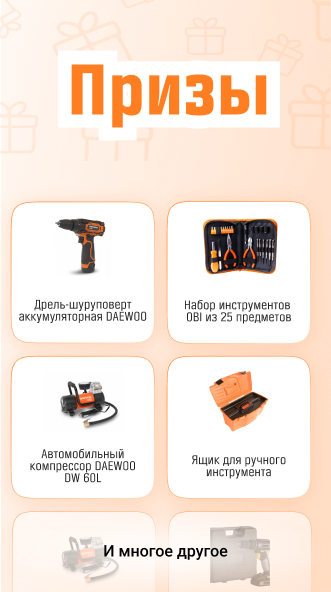 Призы
Дрель-шуруповерт
аккумуляторная DAEWOO
Набор инструментов
OBI из 25 предметов
Автомобильный
компрессор DAEWOO
DW 60L
Ящик для ручного
инструмента
И многое другое